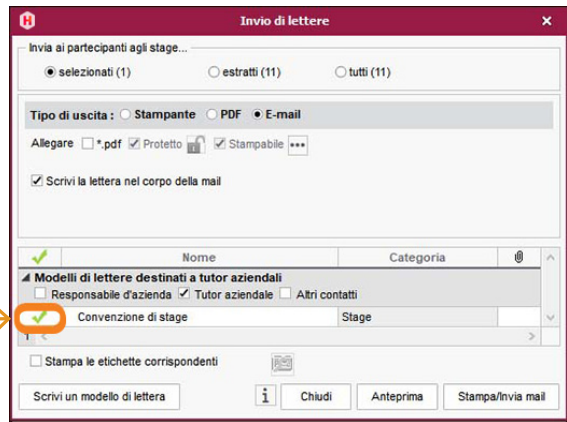 Invio di lettere
Invia ai partecipanti agli stage...
selezionati (1) estratti (11) tutti (11)
Tipo di uscita : Stampante PDF E-mail
Allegare *.pdf Protetto Stampabile •••
Scrivi la lettera nel corpo della mail
Nome Categoria
Modelli di lettere destinati a tutor aziendali
Responsabile d'azienda Tutor aziendale Altri contatti
Convenzione di stage Stage
1
Stampa le etichette corrispondenti
Scrivi un modello di lettera i Chiudi Anteprima Stampa/Invia mail